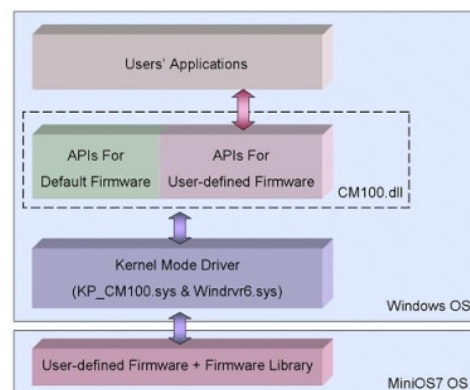 Users' Applications
APIs For
Default Firmware
APIs For
User-defined Firmware
CM100.dll
Kernel Mode Driver
(KP_CM100.sys & Windrvr6.sys)
Windows OS
User-defined Firmware + Firmware Library
MiniOS7 OS